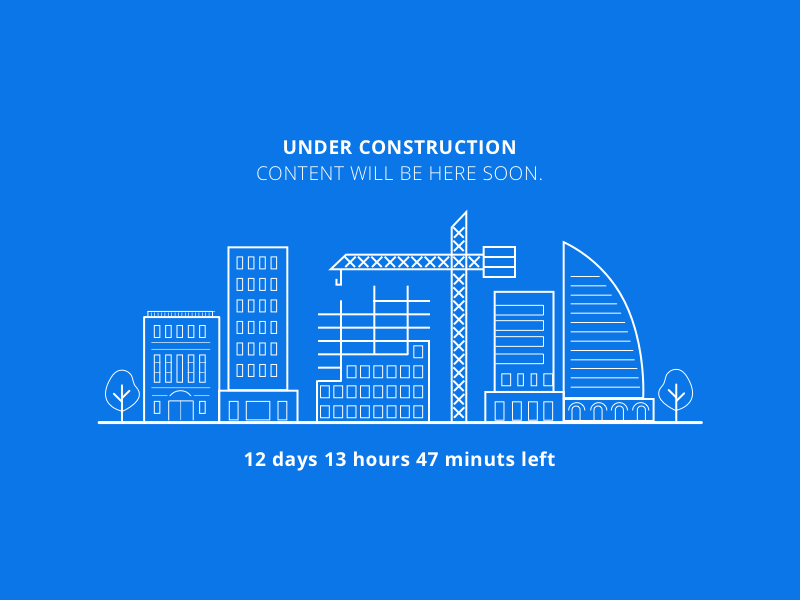 UNDER CONSTRUCTION
CONTENT WILL BE HERE SOON.
12 days 13 hours 47 minuts left